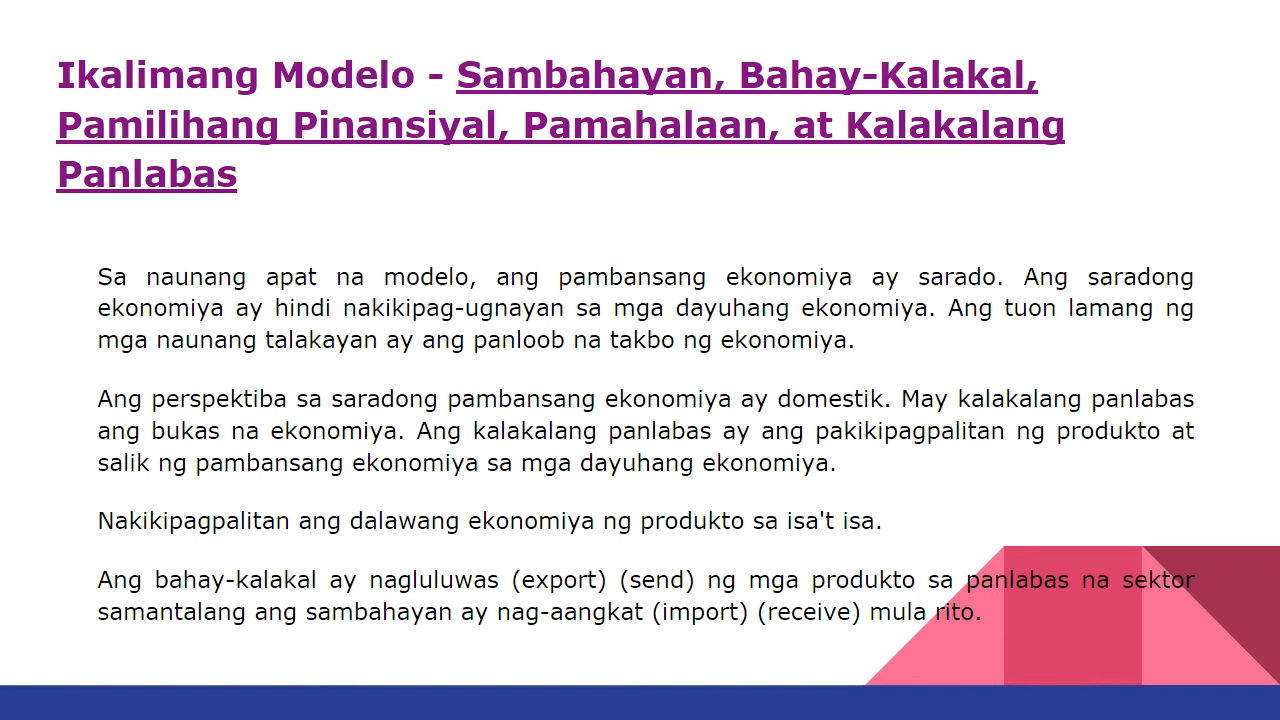 Ikalimang Modelo - Sambahayan, Bahay-Kalakal,
Pamilihang Pinansiyal, Pamahalaan, at Kalakalang
Panlabas
Sa naunang apat na modelo, ang pambansang ekonomiya ay sarado. Ang saradong
ekonomiya ay hindi nakikipag-ugnayan sa mga dayuhang ekonomiya. Ang tuon lamang ng
mga naunang talakayan ay ang panloob na takbo ng ekonomiya.
Ang perspektiba sa saradong pambansang ekonomiya ay domestik. May kalakalang panlabas
ang bukas na ekonomiya. Ang kalakalang panlabas ay ang pakikipagpalitan ng produkto at
salik ng pambansang ekonomiya sa mga dayuhang ekonomiya.
Nakikipagpalitan ang dalawang ekonomiya ng produkto sa isa't isa.
Ang bahay-kalakal ay nagluluwas (export) (send) ng mga produkto sa panlabas na sektor
samantalang ang sambahayan ay nag-aangkat (import) (receive) mula rito.